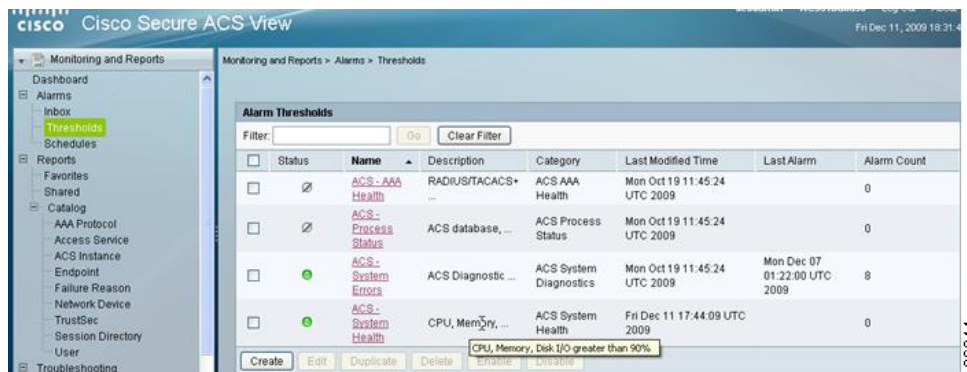 CISCO Cisco Secure ACS View
Fri Dec 11, 2009 18:31:4
Monitoring and Reports
Monitoring and Reports > Alarms > Thresholds
Dashboard
Alarms
Inbox
Thresholds
Schedules
Reports
Favorites
Shared
Catalog
AAA Protocol
Access Service
ACS Instance
Endpoint
Failure Reason
Network Device
TrustSec
Session Directory
User
Troubleshooting
Alarm Thresholds
Filter: Go Clear Filter
Status Name Description Category Last Modified Time Last Alarm Alarm Count
ACS - AAA Health
RADIUS/TACACS+ ...
ACS AAA Health
Mon Oct 19 11:45:24 UTC 2009
0
ACS - Process Status
ACS database, ...
ACS Process Status
Mon Oct 19 11:45:24 UTC 2009
0
ACS - System Errors
ACS Diagnostic ...
ACS System Diagnostics
Mon Oct 19 11:45:24 UTC 2009
Mon Dec 07 01:22:00 UTC 2009
8
ACS - System Health
CPU, Memory, ...
ACS System Health
Fri Dec 11 17:44:09 UTC 2009
0
CPU, Memory, Disk I/O greater than 90%
Create Edit Duplicate Delete Enable Disable